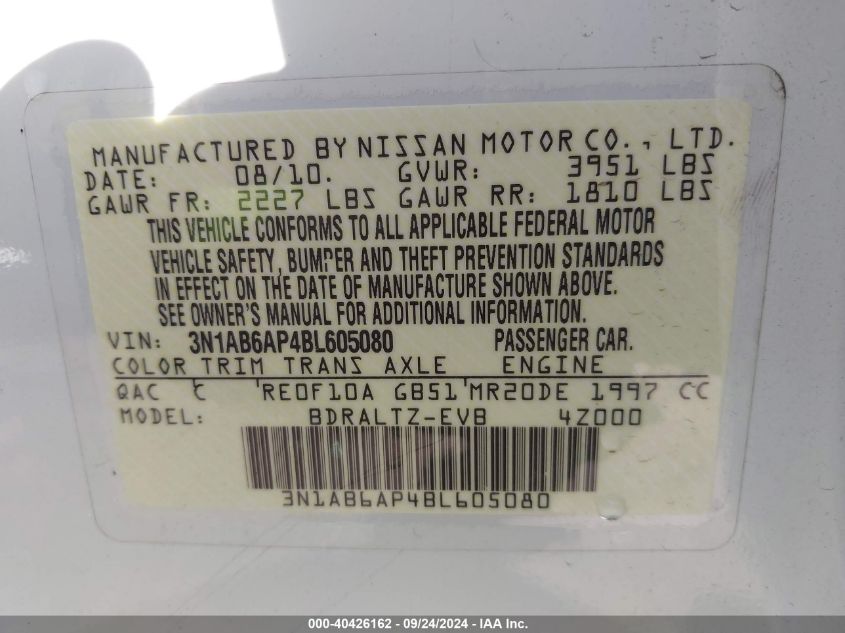 MANUFACTURED BY NISSAN MOTOR CO., LTD.
DATE: 08/10. GVWR: 3951 LBS
GAWR FR: 2227 LBS GAWR RR: 1810 LBS
THIS VEHICLE CONFORMS TO ALL APPLICABLE FEDERAL MOTOR
VEHICLE SAFETY, BUMPER AND THEFT PREVENTION STANDARDS
IN EFFECT ON THE DATE OF MANUFACTURE SHOWN ABOVE.
SEE OWNER'S MANUAL FOR ADDITIONAL INFORMATION.
VIN: 3N1AB6AP4BL605080 PASSENGER CAR.
COLOR TRIM TRANS AXLE ENGINE
QAC C RE0F10A GB51 MR20DE 1997 CC
MODEL: BDRALTZ-EVB 4Z000
3N1AB6AP4BL605080
000-40426162 - 09/24/2024 - IAA Inc.